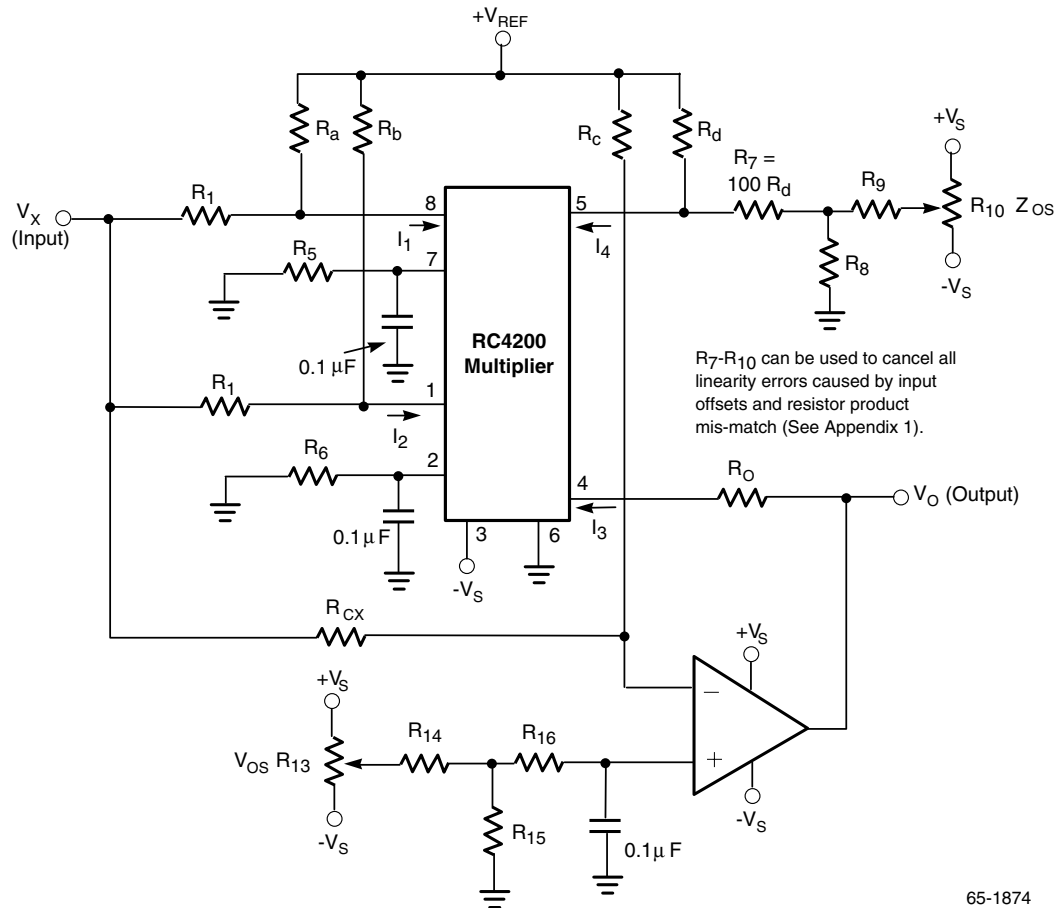 +V_REF
R_a
R_b
R_c
R_d
+V_S
R_7 =
100 R_d
R_9
R_10 Z_OS
V_X
(Input)
R_1
8
5
I_1
I_4
R_5
7
R_8
-V_S
0.1 μF
RC4200
Multiplier
R_7-R_10 can be used to cancel all
linearity errors caused by input
offsets and resistor product
mis-match (See Appendix 1).
R_1
1
I_2
R_6
2
4
R_O
V_O (Output)
0.1μ F
3
6
I_3
-V_S
R_CX
+V_S
+V_S
−
R_14
R_16
V_OS R_13
+
-V_S
R_15
0.1μ F
-V_S
65-1874